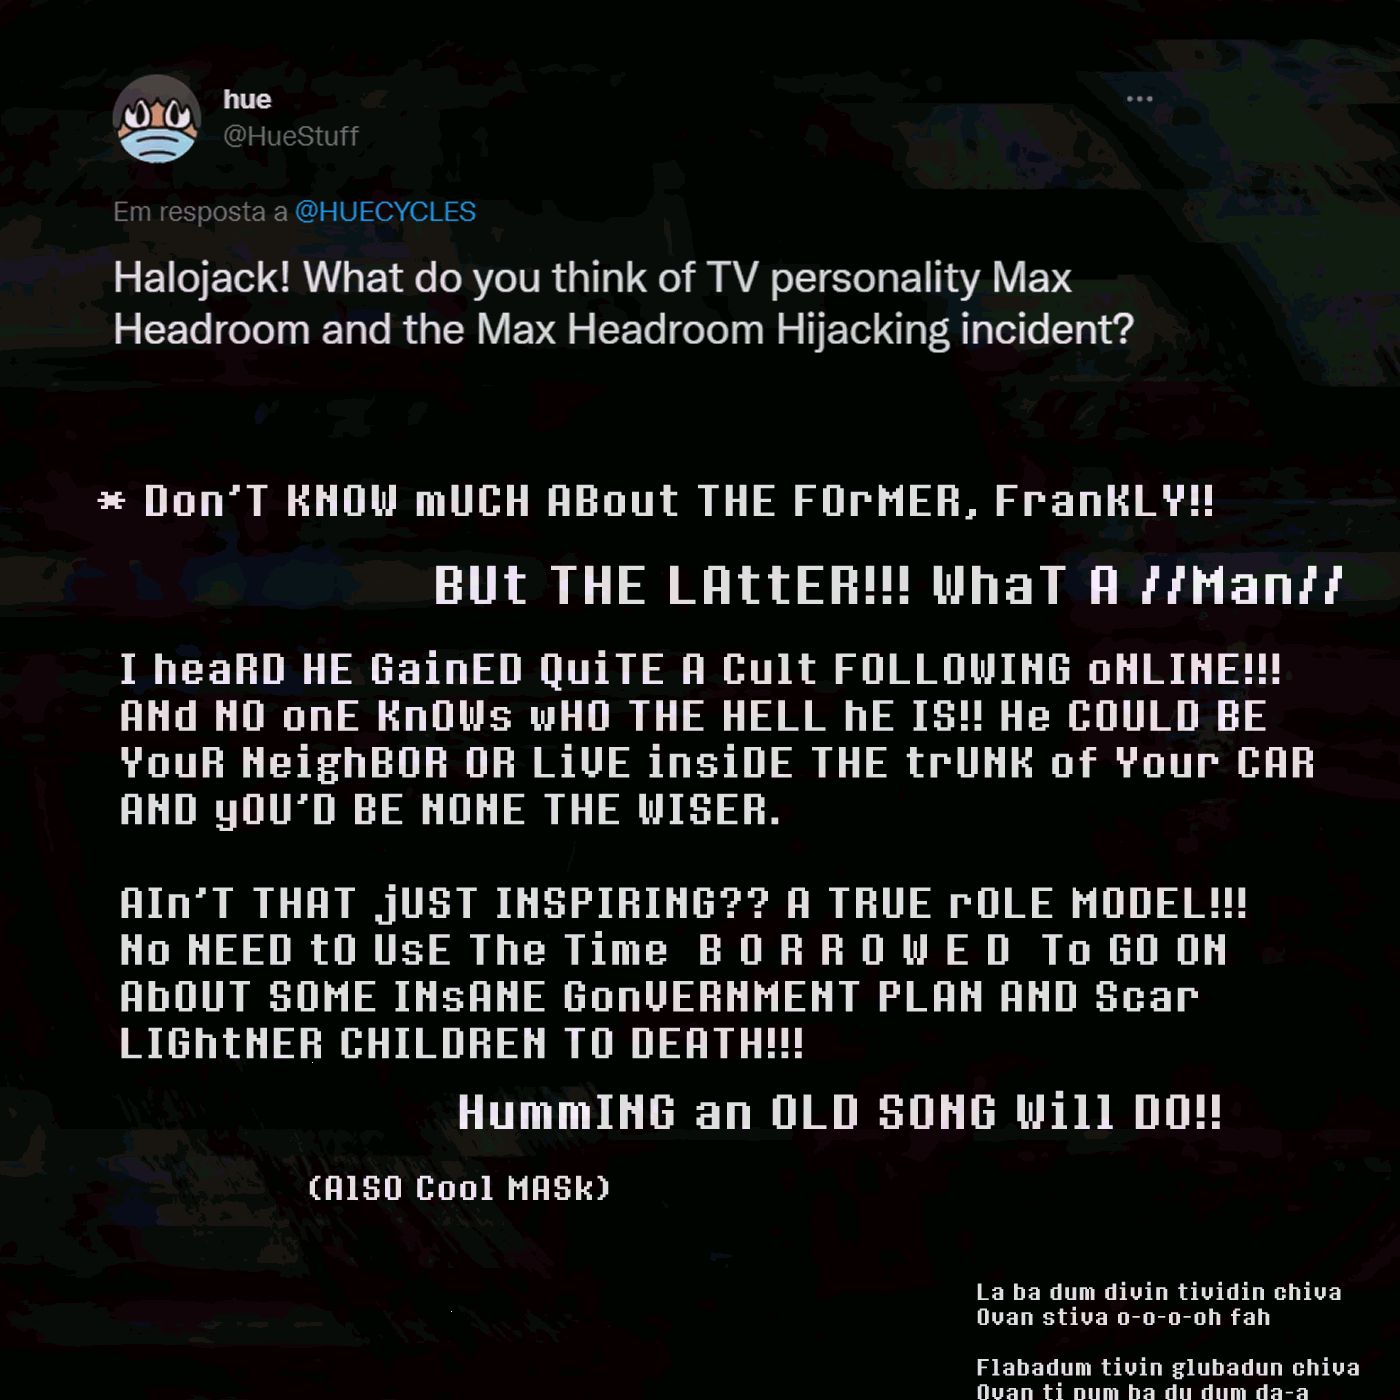 hue
@HueStuff
Em resposta a @HUECYCLES
Halojack! What do you think of TV personality Max
Headroom and the Max Headroom Hijacking incident?
* Don'T KNOW mUCH ABout THE FOrMER, FranKLY!!
BUt THE LAttER!!! WhaT A //Man//
I heaRD HE GainED QuiTE A Cult FOLLOWING oNLINE!!!
ANd NO onE KnOWs wHO THE HELL hE IS!! He COULD BE
YouR NeighBOR OR LiVE insiDE THE trUNK of Your CAR
AND yOU'D BE NONE THE WISER.
AIn'T THAT jUST INSPIRING?? A TRUE rOLE MODEL!!!
No NEED tO UsE The Time B O R R O W E D To GO ON
AbOUT SOME INsANE GonVERNMENT PLAN AND Scar
LIGhtNER CHILDREN TO DEATH!!!
HummING an OLD SONG Will DO!!
(AlSO Cool MASk)
La ba dum divin tividin chiva
Ovan stiva o-o-o-oh fah
Flabadum tivin glubadun chiva
Ovan ti pum ba du dum da-a